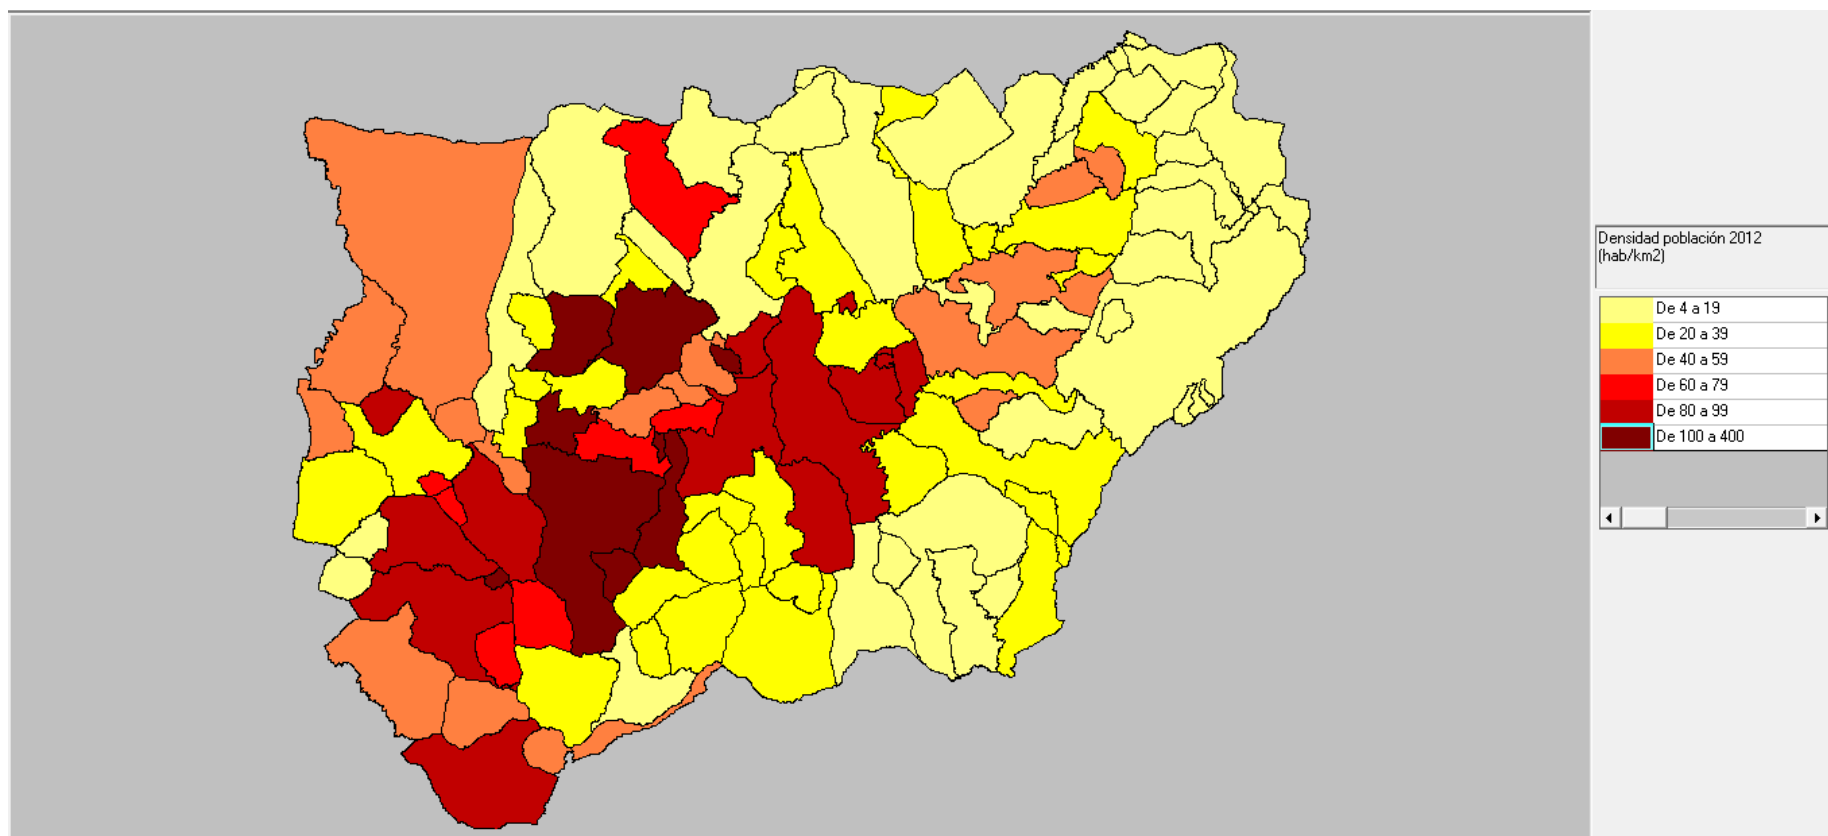 Densidad población 2012
(hab/km2)
De 4 a 19
De 20 a 39
De 40 a 59
De 60 a 79
De 80 a 99
De 100 a 400